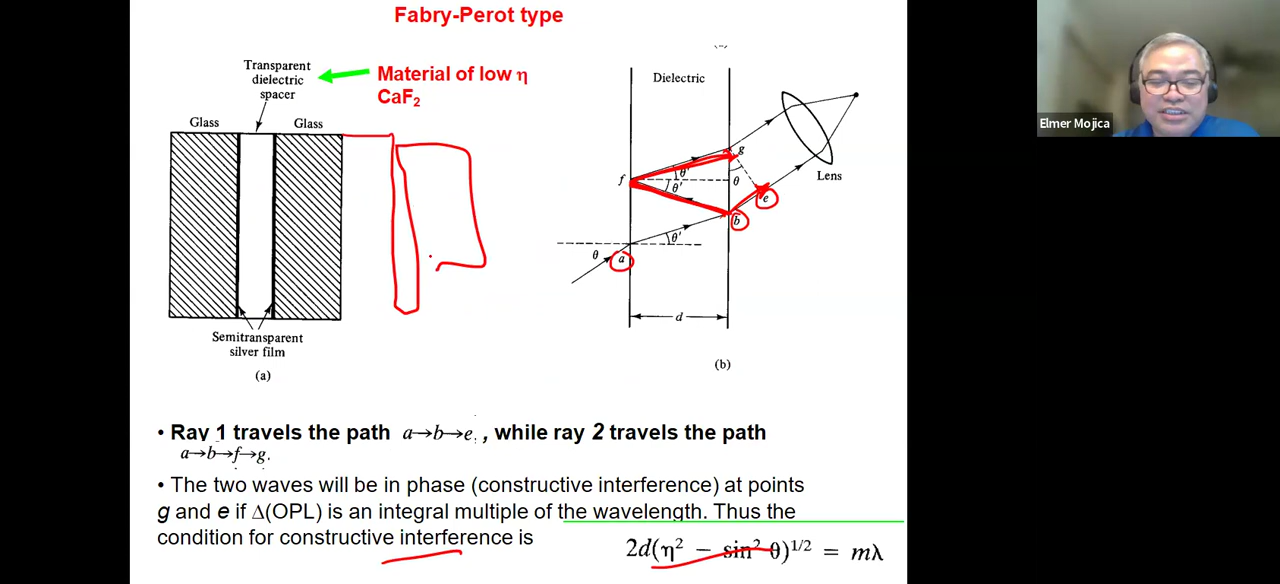 Fabry-Perot type
Transparent
dielectric
spacer
Material of low η
CaF₂
Glass
Glass
Semitransparent
silver film
(a)
Dielectric
g
f
θ'
θ'
θ
e
b
θ'
θ
a
d
Lens
(b)
Elmer Mojica
• Ray 1 travels the path a→b→e, , while ray 2 travels the path
a→b→f→g.
• The two waves will be in phase (constructive interference) at points
g and e if Δ(OPL) is an integral multiple of the wavelength. Thus the
condition for constructive interference is
2d(η² − sin² θ)^1/2 = mλ